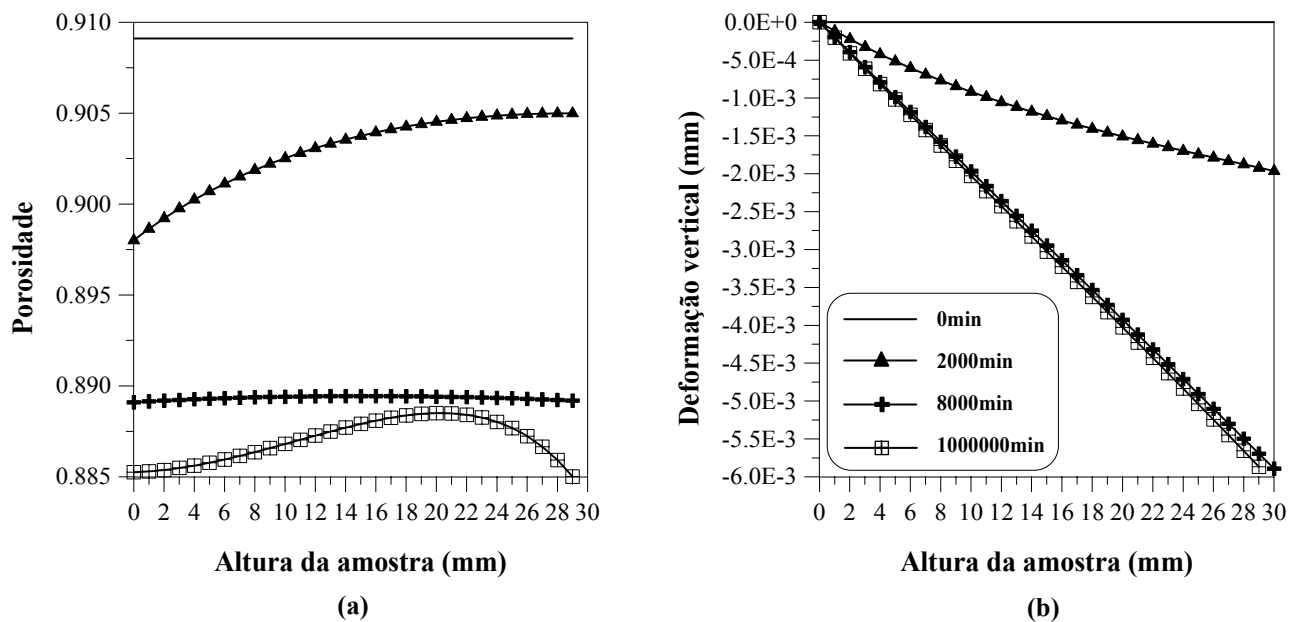 0.910
0.905
0.900
0.895
0.890
0.885
Porosidade
0 2 4 6 8 10 12 14 16 18 20 22 24 26 28 30
Altura da amostra (mm)
(a)
0.0E+0
-5.0E-4
-1.0E-3
-1.5E-3
-2.0E-3
-2.5E-3
-3.0E-3
-3.5E-3
-4.0E-3
-4.5E-3
-5.0E-3
-5.5E-3
-6.0E-3
Deformação vertical (mm)
0min
2000min
8000min
1000000min
0 2 4 6 8 10 12 14 16 18 20 22 24 26 28 30
Altura da amostra (mm)
(b)